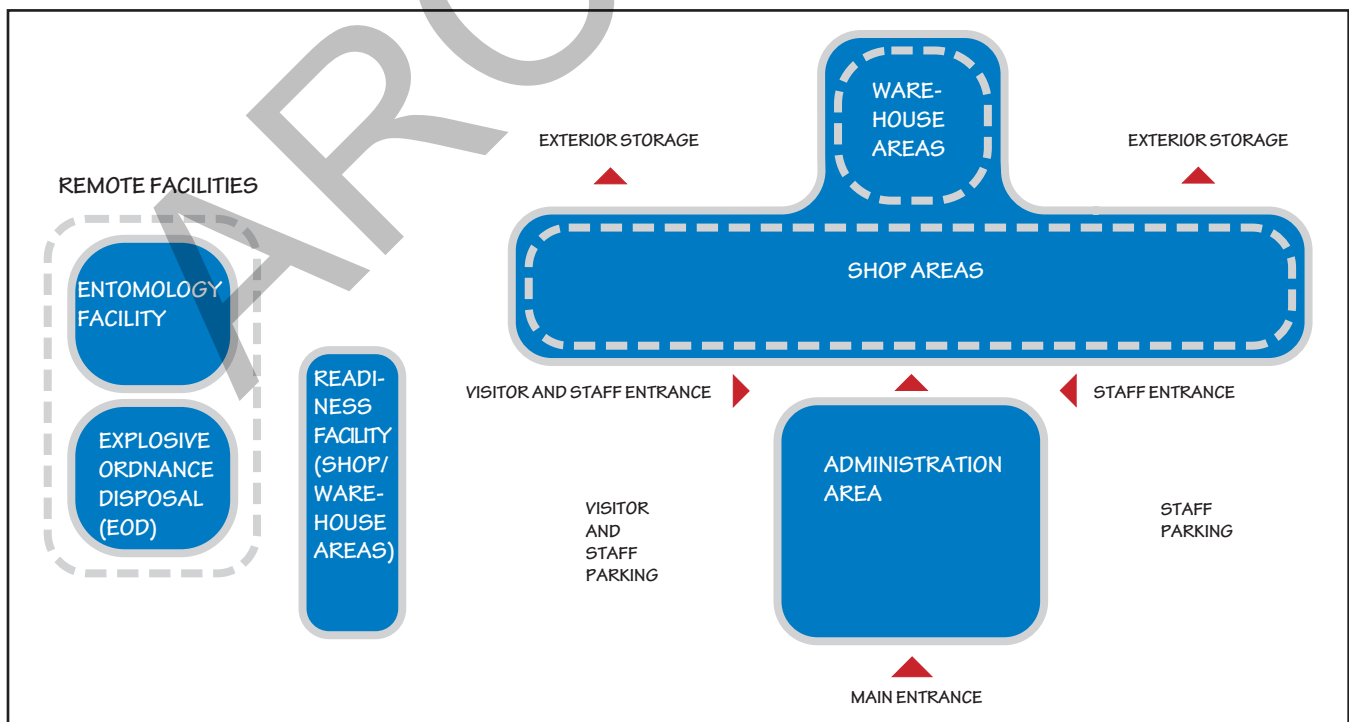 WARE-
HOUSE
AREAS
EXTERIOR STORAGE
EXTERIOR STORAGE
REMOTE FACILITIES
SHOP AREAS
ENTOMOLOGY
FACILITY
READI-
NESS
FACILITY
(SHOP/
WARE-
HOUSE
AREAS)
VISITOR AND STAFF ENTRANCE
STAFF ENTRANCE
EXPLOSIVE
ORDNANCE
DISPOSAL
(EOD)
ADMINISTRATION
AREA
VISITOR
AND
STAFF
PARKING
STAFF
PARKING
MAIN ENTRANCE